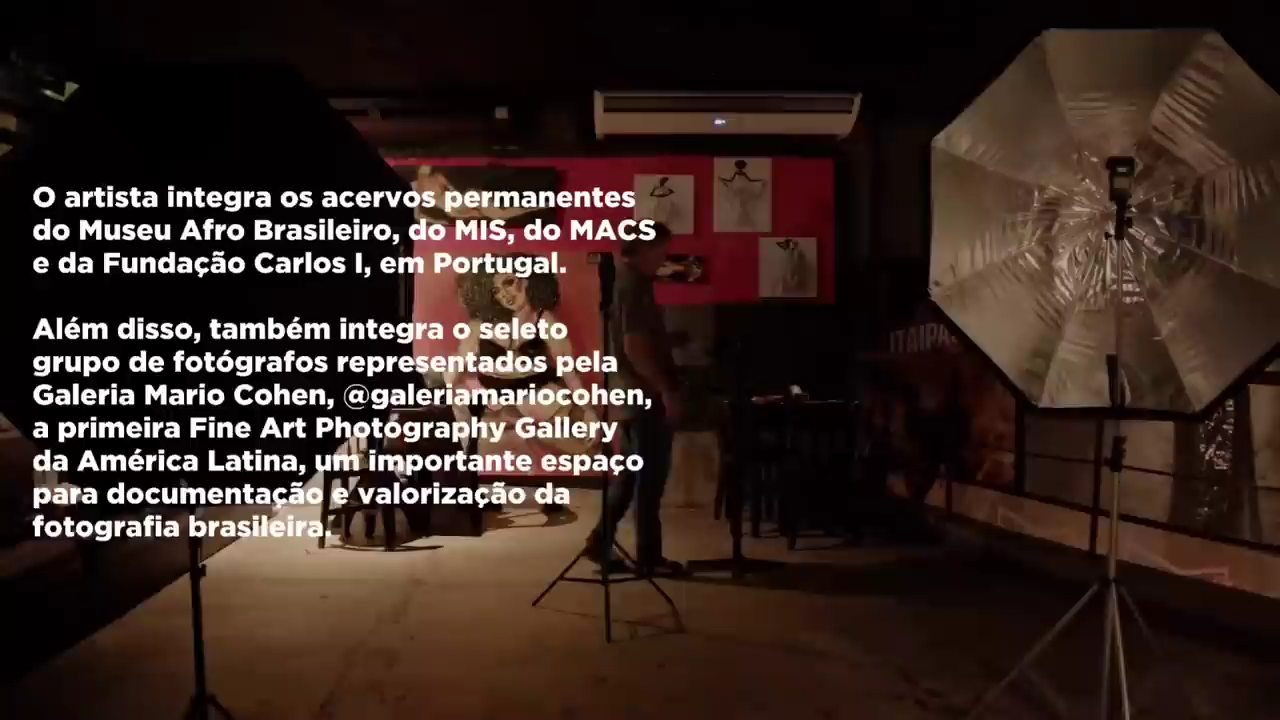 O artista integra os acervos permanentes
do Museu Afro Brasileiro, do MIS, do MACS
e da Fundação Carlos I, em Portugal.
Além disso, também integra o seleto
grupo de fotógrafos representados pela
Galeria Mario Cohen, @galeriamariocohen,
a primeira Fine Art Photography Gallery
da América Latina, um importante espaço
para documentação e valorização da
fotografia brasileira.